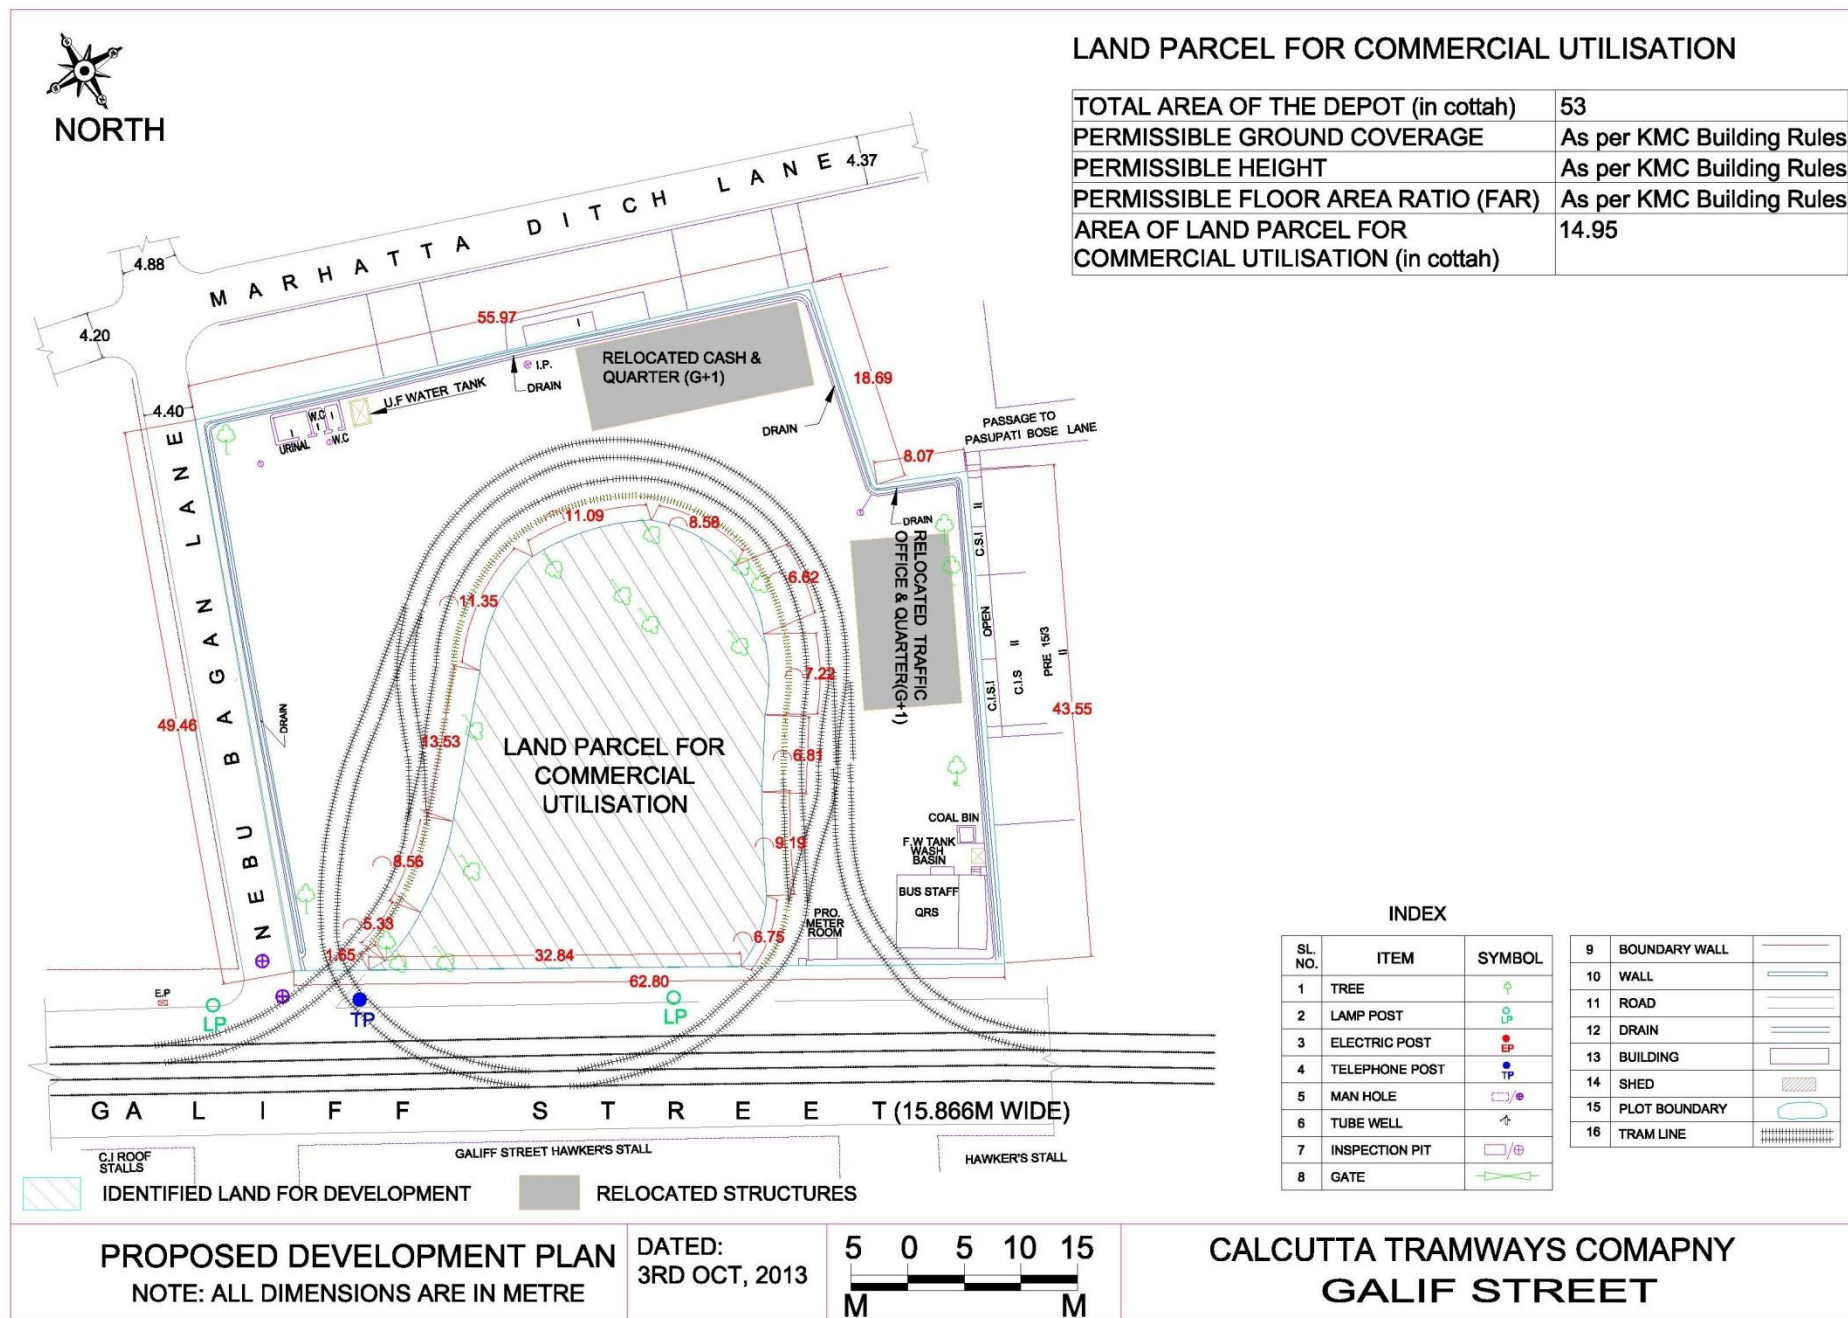 NORTH
LAND PARCEL FOR COMMERCIAL UTILISATION
TOTAL AREA OF THE DEPOT (in cottah) 53
PERMISSIBLE GROUND COVERAGE As per KMC Building Rules
PERMISSIBLE HEIGHT As per KMC Building Rules
PERMISSIBLE FLOOR AREA RATIO (FAR) As per KMC Building Rules
AREA OF LAND PARCEL FOR 14.95
COMMERCIAL UTILISATION (in cottah)
MARHATTA DITCH LANE
4.37
4.88
4.20
4.40
55.97
I
I.P.
DRAIN
RELOCATED CASH &
QUARTER (G+1)
18.69
U.F WATER TANK
W.C
I
I
I
URINAL
W.C
DRAIN
PASSAGE TO
PASUPATI BOSE LANE
8.07
DRAIN
NEBU BAGAN LANE
49.46
DRAIN
11.09
8.58
6.62
11.35
7.22
13.53
6.81
9.19
8.56
5.33
1.65
6.75
32.84
62.80
LAND PARCEL FOR
COMMERCIAL
UTILISATION
RELOCATED TRAFFIC
OFFICE & QUARTER(G+1)
C.S.I II
OPEN
C.I.S.I
C.I.S II
PRE 15/3
II
43.55
COAL BIN
F.W TANK
WASH
BASIN
BUS STAFF
QRS
PRO.
METER
ROOM
E.P
LP
TP
LP
GALIFF STREET (15.866M WIDE)
C.I ROOF
STALLS
GALIFF STREET HAWKER'S STALL
HAWKER'S STALL
IDENTIFIED LAND FOR DEVELOPMENT
RELOCATED STRUCTURES
INDEX
SL. NO. ITEM SYMBOL
1 TREE
2 LAMP POST LP
3 ELECTRIC POST EP
4 TELEPHONE POST TP
5 MAN HOLE /
6 TUBE WELL
7 INSPECTION PIT /
8 GATE
9 BOUNDARY WALL
10 WALL
11 ROAD
12 DRAIN
13 BUILDING
14 SHED
15 PLOT BOUNDARY
16 TRAM LINE
PROPOSED DEVELOPMENT PLAN
NOTE: ALL DIMENSIONS ARE IN METRE
DATED:
3RD OCT, 2013
5 0 5 10 15
M M
CALCUTTA TRAMWAYS COMAPNY
GALIF STREET